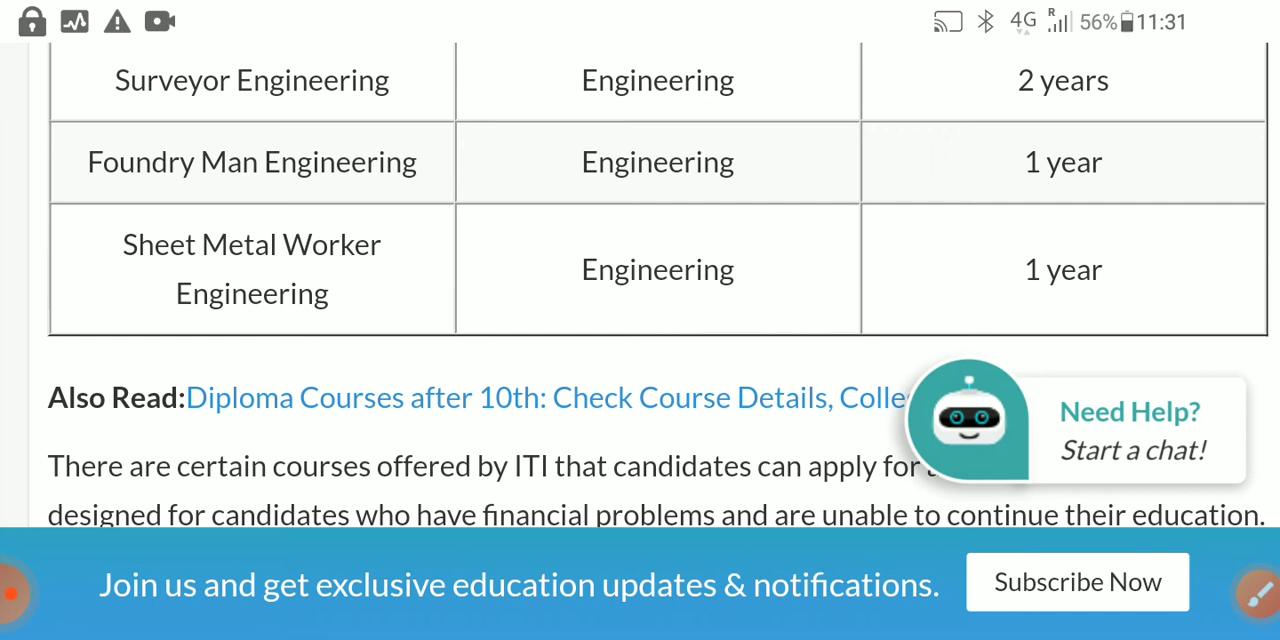 4G R 56% 11:31
Surveyor Engineering Engineering 2 years
Foundry Man Engineering Engineering 1 year
Sheet Metal Worker
Engineering Engineering 1 year
Also Read:Diploma Courses after 10th: Check Course Details,
Need Help?
Start a chat!
There are certain courses offered by ITI that candidates can apply for
designed for candidates who have financial problems and are unable to continue their education.
Join us and get exclusive education updates & notifications. Subscribe Now